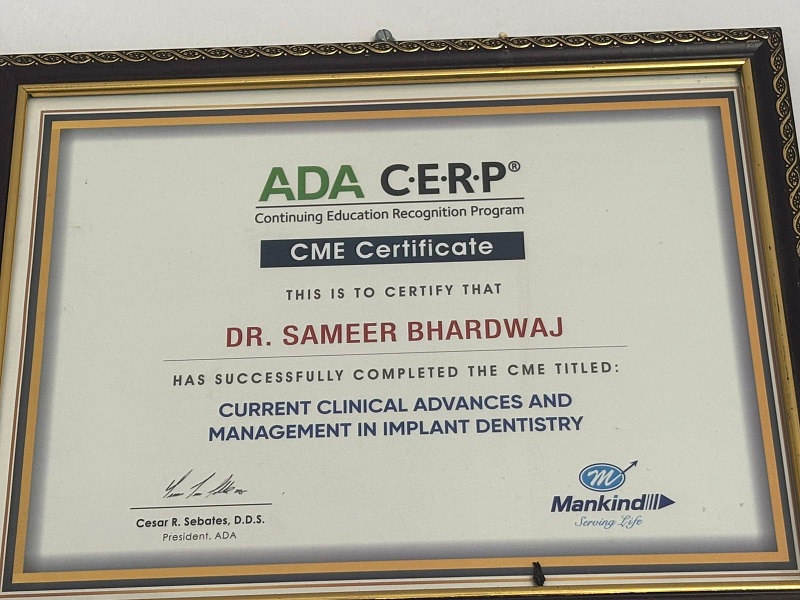 ADA C·E·R·P®
Continuing Education Recognition Program
CME Certificate
THIS IS TO CERTIFY THAT
DR. SAMEER BHARDWAJ
HAS SUCCESSFULLY COMPLETED THE CME TITLED:
CURRENT CLINICAL ADVANCES AND
MANAGEMENT IN IMPLANT DENTISTRY
Cesar R. Sebates, D.D.S.
President, ADA
m
Mankind
Serving Life